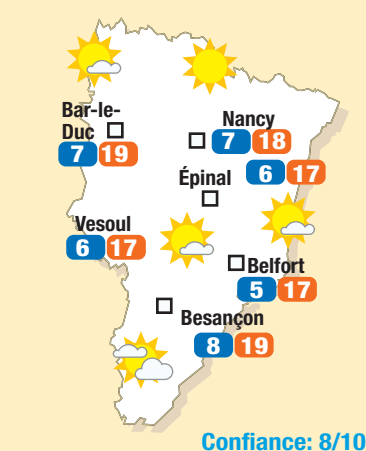 Bar-le-
Duc
7 19
Nancy
7 18
6 17
Épinal
Vesoul
6 17
Belfort
5 17
Besançon
8 19
Confiance: 8/10